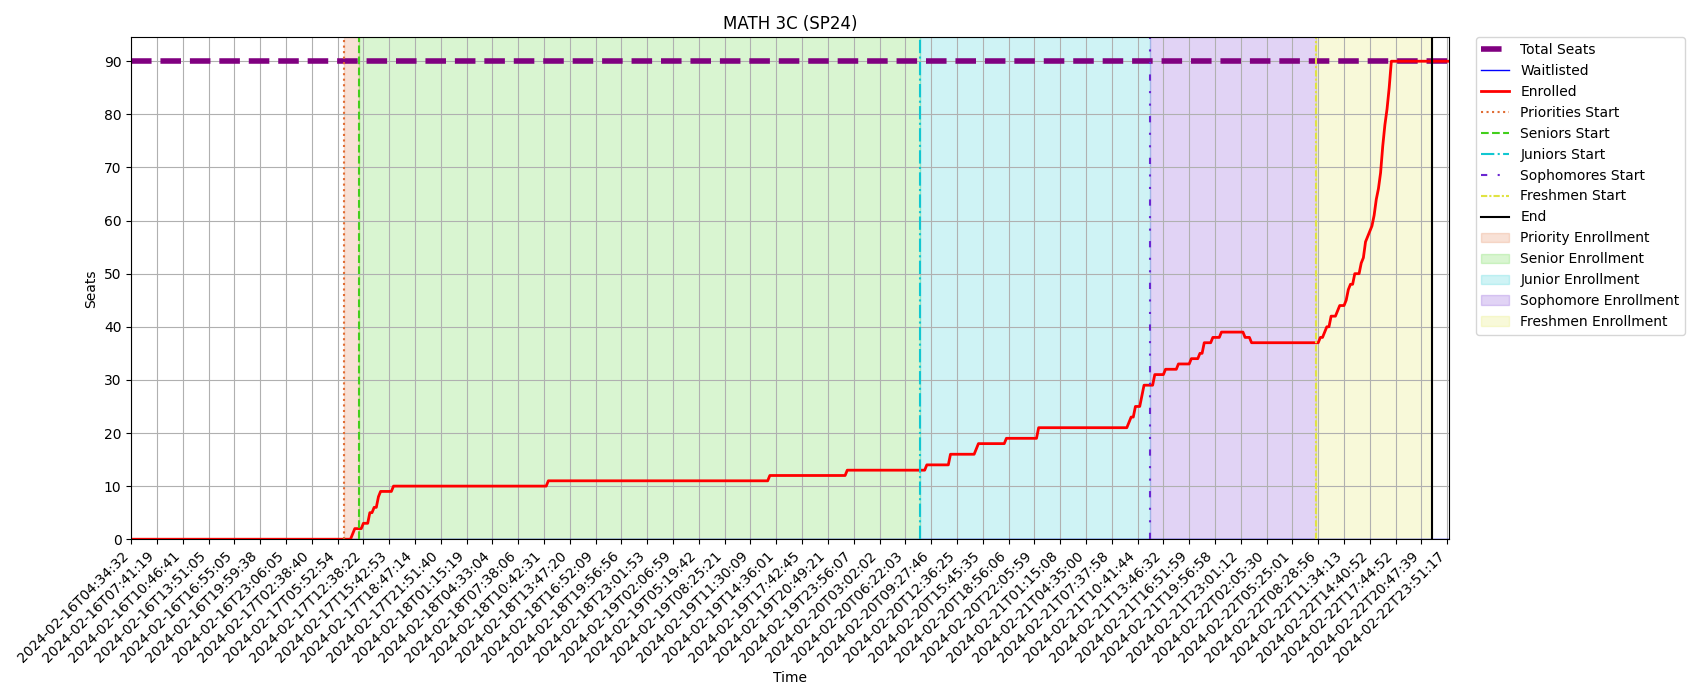 MATH 3C (SP24)
Seats
90
80
70
60
50
40
30
20
10
0
2024-02-16T04:34:32
2024-02-16T07:41:19
2024-02-16T10:46:41
2024-02-16T13:51:05
2024-02-16T16:55:05
2024-02-16T19:59:38
2024-02-16T23:06:05
2024-02-17T02:38:40
2024-02-17T05:52:54
2024-02-17T12:38:22
2024-02-17T15:42:53
2024-02-17T18:47:14
2024-02-17T21:51:40
2024-02-18T01:15:19
2024-02-18T04:33:04
2024-02-18T07:38:06
2024-02-18T10:42:31
2024-02-18T13:47:20
2024-02-18T16:52:09
2024-02-18T19:56:56
2024-02-18T23:01:53
2024-02-19T02:06:59
2024-02-19T05:19:42
2024-02-19T08:25:21
2024-02-19T11:30:09
2024-02-19T14:36:01
2024-02-19T17:42:45
2024-02-19T20:49:21
2024-02-19T23:56:07
2024-02-20T03:02:02
2024-02-20T06:22:03
2024-02-20T09:27:46
2024-02-20T12:36:25
2024-02-20T15:45:35
2024-02-20T18:56:06
2024-02-20T22:05:59
2024-02-21T01:15:08
2024-02-21T04:35:00
2024-02-21T07:37:58
2024-02-21T10:41:44
2024-02-21T13:46:32
2024-02-21T16:51:59
2024-02-21T19:56:58
2024-02-21T23:01:12
2024-02-22T02:05:30
2024-02-22T05:25:01
2024-02-22T08:28:56
2024-02-22T11:34:13
2024-02-22T14:40:52
2024-02-22T17:44:52
2024-02-22T20:47:39
2024-02-22T23:51:17
Time
Total Seats
Waitlisted
Enrolled
Priorities Start
Seniors Start
Juniors Start
Sophomores Start
Freshmen Start
End
Priority Enrollment
Senior Enrollment
Junior Enrollment
Sophomore Enrollment
Freshmen Enrollment